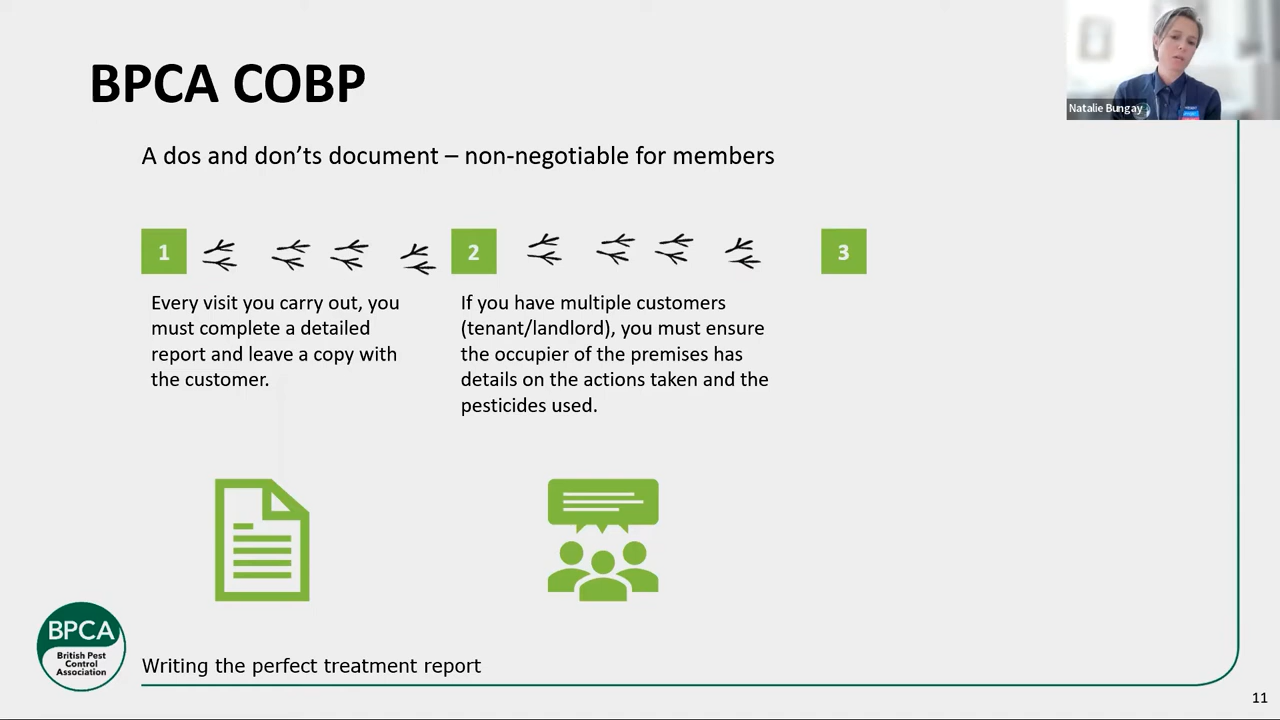 BPCA COBP
Natalie Bungay
A dos and don'ts document – non-negotiable for members
1
2
3
Every visit you carry out, you
must complete a detailed
report and leave a copy with
the customer.
If you have multiple customers
(tenant/landlord), you must ensure
the occupier of the premises has
details on the actions taken and the
pesticides used.
BPCA
British Pest
Control
Association
Writing the perfect treatment report
11